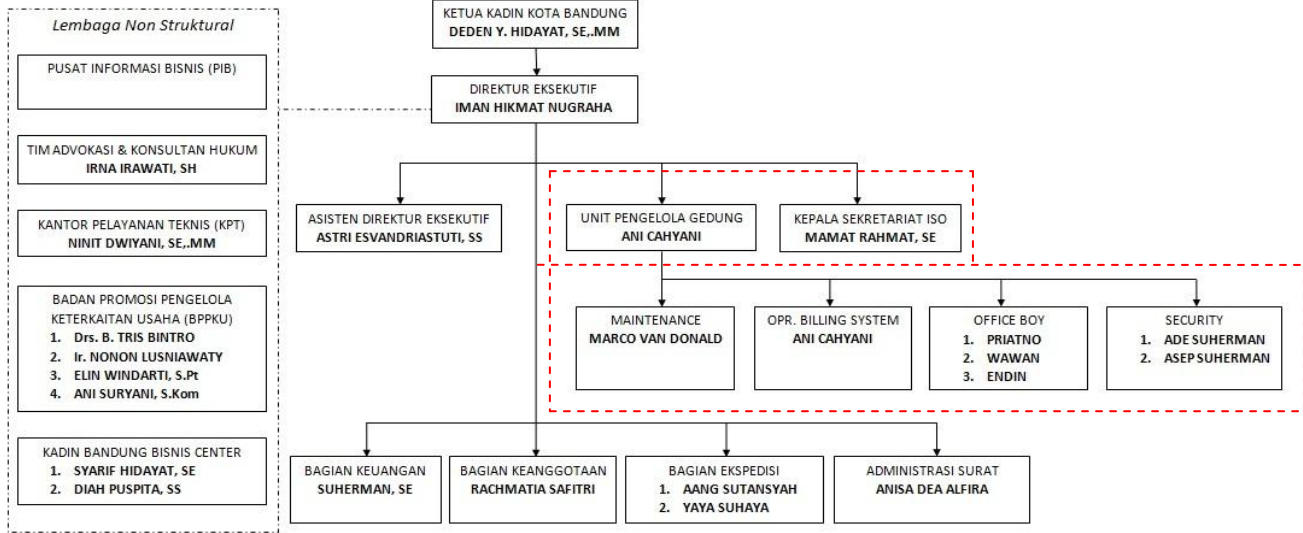 Lembaga Non Struktural
PUSAT INFORMASI BISNIS (PIB)
TIM ADVOKASI & KONSULTAN HUKUM
IRNA IRAWATI, SH
KANTOR PELAYANAN TEKNIS (KPT)
NINIT DWIYANI, SE,.MM
BADAN PROMOSI PENGELOLA
KETERKAITAN USAHA (BPPKU)
1. Drs. B. TRIS BINTRO
2. Ir. NONON LUSNIAWATY
3. ELIN WINDARTI, S.Pt
4. ANI SURYANI, S.Kom
KADIN BANDUNG BISNIS CENTER
1. SYARIF HIDAYAT, SE
2. DIAH PUSPITA, SS
KETUA KADIN KOTA BANDUNG
DEDEN Y. HIDAYAT, SE,.MM
DIREKTUR EKSEKUTIF
IMAN HIKMAT NUGRAHA
ASISTEN DIREKTUR EKSEKUTIF
ASTRI ESVANDRIASTUTI, SS
UNIT PENGELOLA GEDUNG
ANI CAHYANI
KEPALA SEKRETARIAT ISO
MAMAT RAHMAT, SE
MAINTENANCE
MARCO VAN DONALD
OPR. BILLING SYSTEM
ANI CAHYANI
OFFICE BOY
1. PRIATNO
2. WAWAN
3. ENDIN
SECURITY
1. ADE SUHERMAN
2. ASEP SUHERMAN
BAGIAN KEUANGAN
SUHERMAN, SE
BAGIAN KEANGGOTAAN
RACHMATIA SAFITRI
BAGIAN EKSPEDISI
1. AANG SUTANSYAH
2. YAYA SUHAYA
ADMINISTRASI SURAT
ANISA DEA ALFIRA